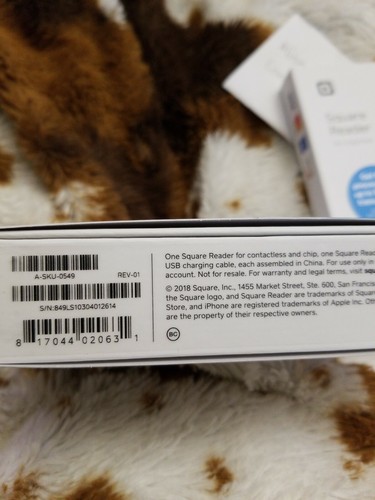 Square
Reader
A-SKU-0549
REV-01
S/N:849LS10304012614
8 17044 02063 1
One Square Reader for contactless and chip, one Square
USB charging cable, each assembled in China. For use only in
account. Not for resale. For warranty and legal terms, visit
© 2018 Square, Inc., 1455 Market Street, Ste. 600, San
the Square logo, and Square Reader are trademarks of
Store, and iPhone are registered trademarks of Apple Inc.
are the property of their respective owners.
BC